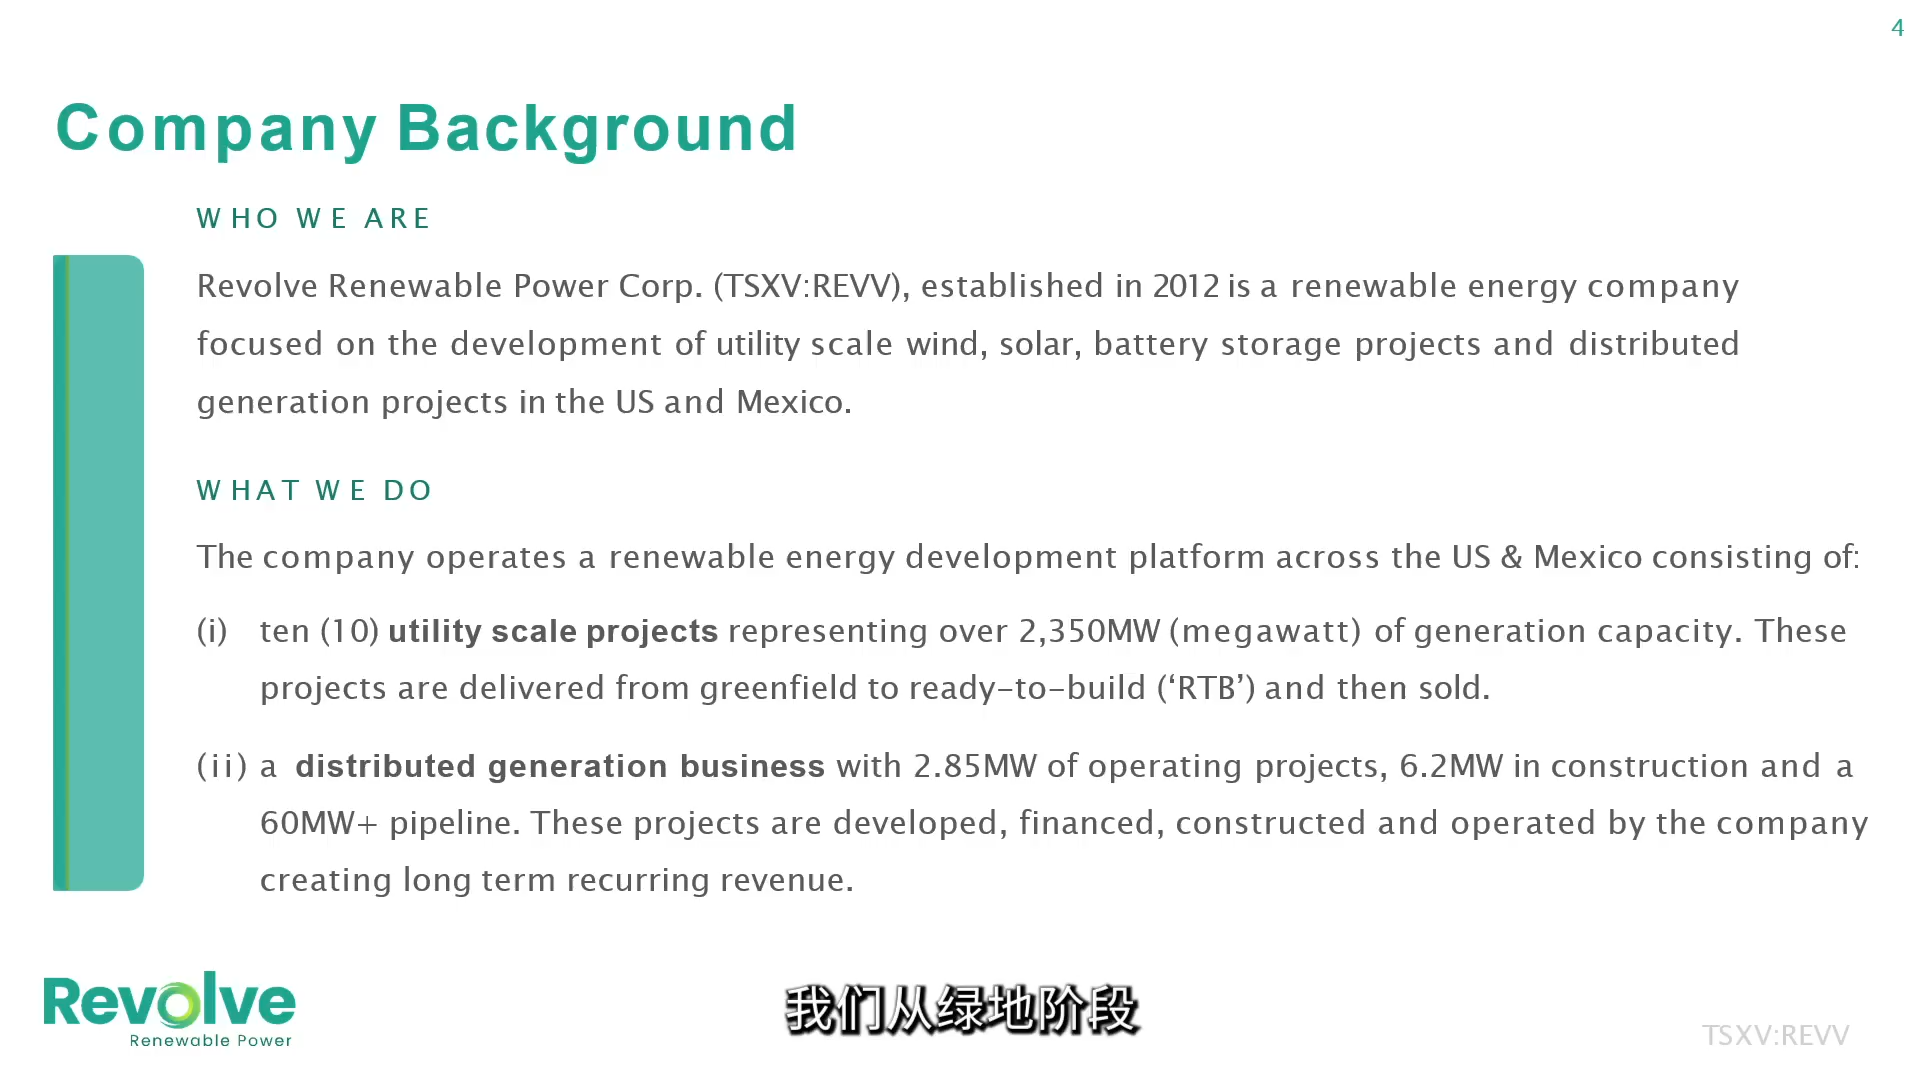 4
Company Background
WHO WE ARE
Revolve Renewable Power Corp. (TSXV:REVV), established in 2012 is a renewable energy company
focused on the development of utility scale wind, solar, battery storage projects and distributed
generation projects in the US and Mexico.
WHAT WE DO
The company operates a renewable energy development platform across the US & Mexico consisting of:
(i) ten (10) utility scale projects representing over 2,350MW (megawatt) of generation capacity. These
projects are delivered from greenfield to ready-to-build (‘RTB’) and then sold.
(ii) a distributed generation business with 2.85MW of operating projects, 6.2MW in construction and a
60MW+ pipeline. These projects are developed, financed, constructed and operated by the company
creating long term recurring revenue.
Revolve
Renewable Power
我们从绿地阶段
TSXV:REVV